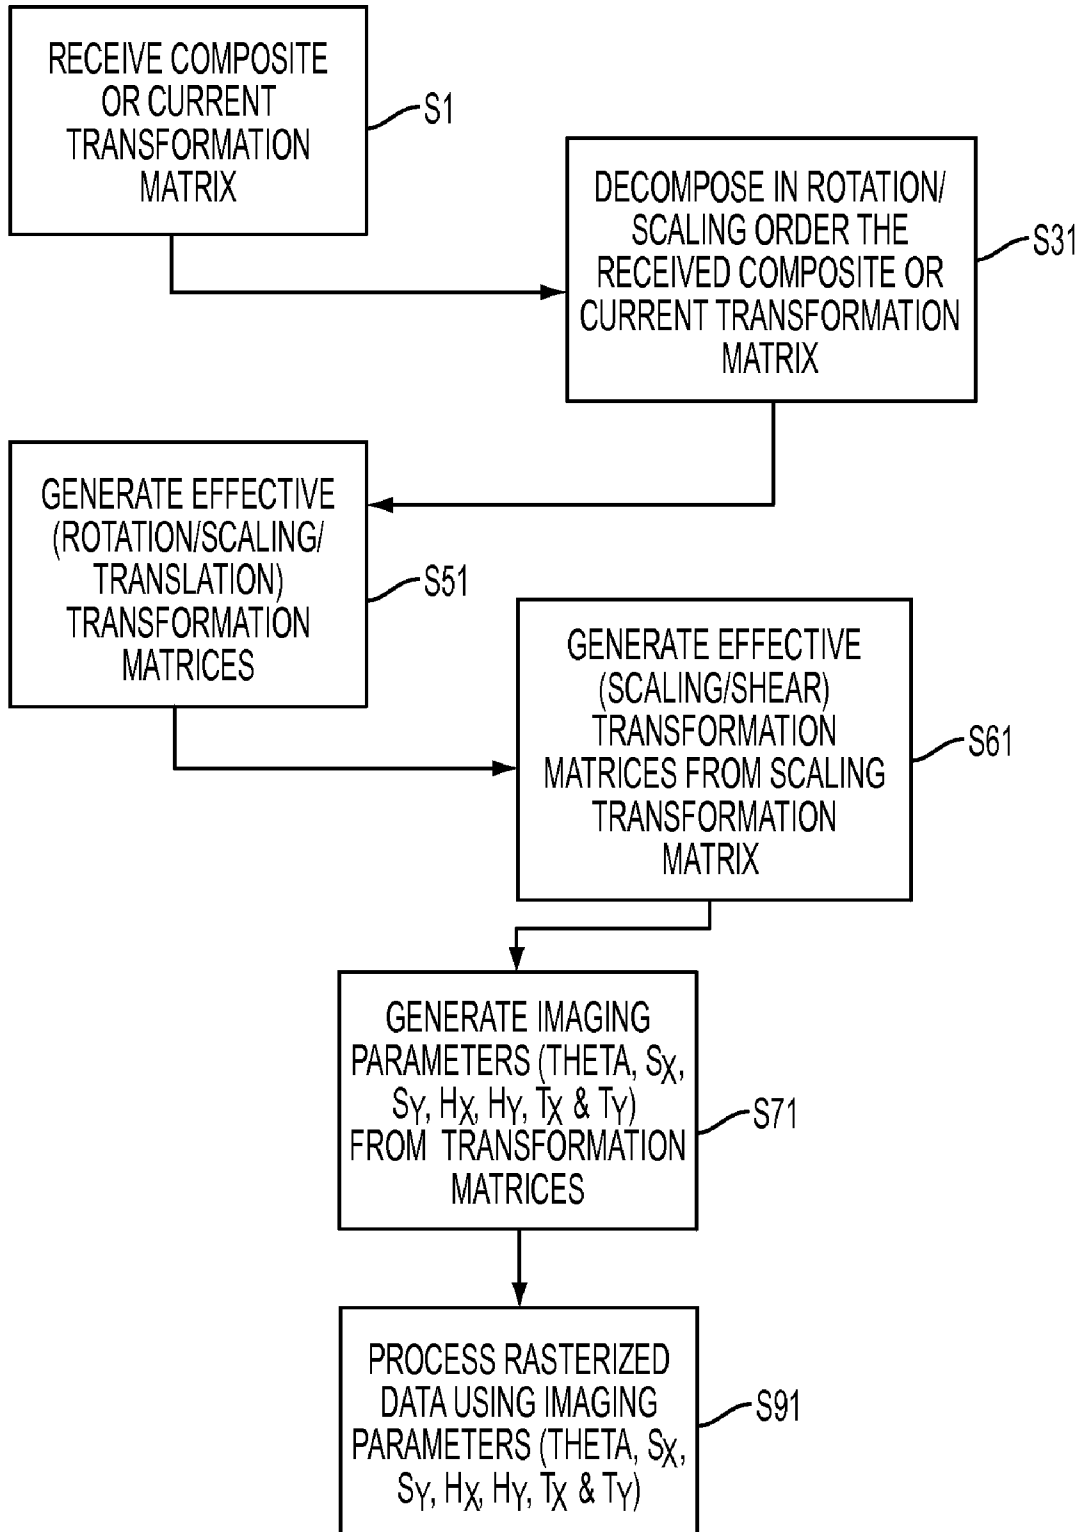 RECEIVE COMPOSITE
OR CURRENT
TRANSFORMATION
MATRIX
S1
DECOMPOSE IN ROTATION/
SCALING ORDER THE
RECEIVED COMPOSITE OR
CURRENT TRANSFORMATION
MATRIX
S31
GENERATE EFFECTIVE
(ROTATION/SCALING/
TRANSLATION)
TRANSFORMATION
MATRICES
S51
GENERATE EFFECTIVE
(SCALING/SHEAR)
TRANSFORMATION
MATRICES FROM SCALING
TRANSFORMATION
MATRIX
S61
GENERATE IMAGING
PARAMETERS (THETA, SX,
SY, HX, HY, TX & TY)
FROM TRANSFORMATION
MATRICES
S71
PROCESS RASTERIZED
DATA USING IMAGING
PARAMETERS (THETA, SX,
SY, HX, HY, TX & TY)
S91